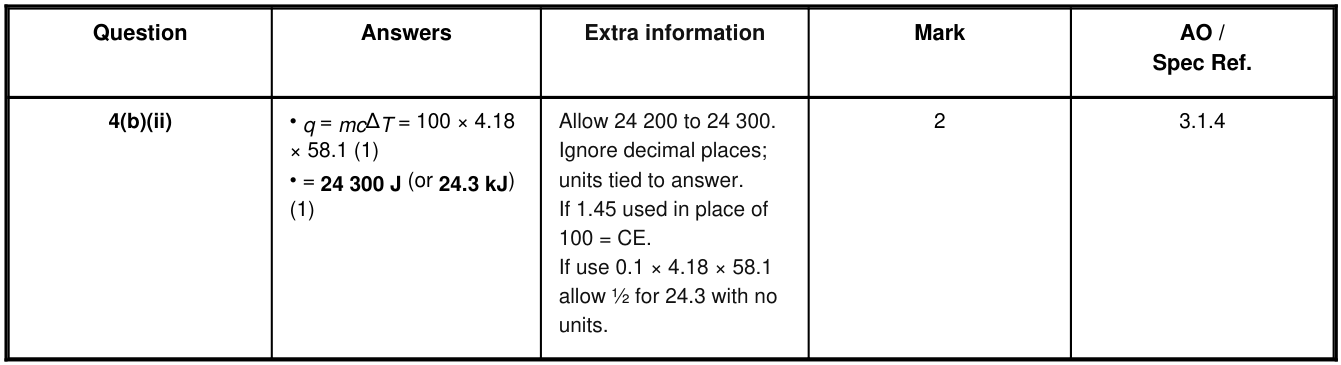 Question Answers Extra information Mark AO /
Spec Ref.
4(b)(ii)
• q = mcΔT = 100 × 4.18
× 58.1 (1)
• = 24 300 J (or 24.3 kJ)
(1)
Allow 24 200 to 24 300.
Ignore decimal places;
units tied to answer.
If 1.45 used in place of
100 = CE.
If use 0.1 × 4.18 × 58.1
allow ½ for 24.3 with no
units.
2
3.1.4